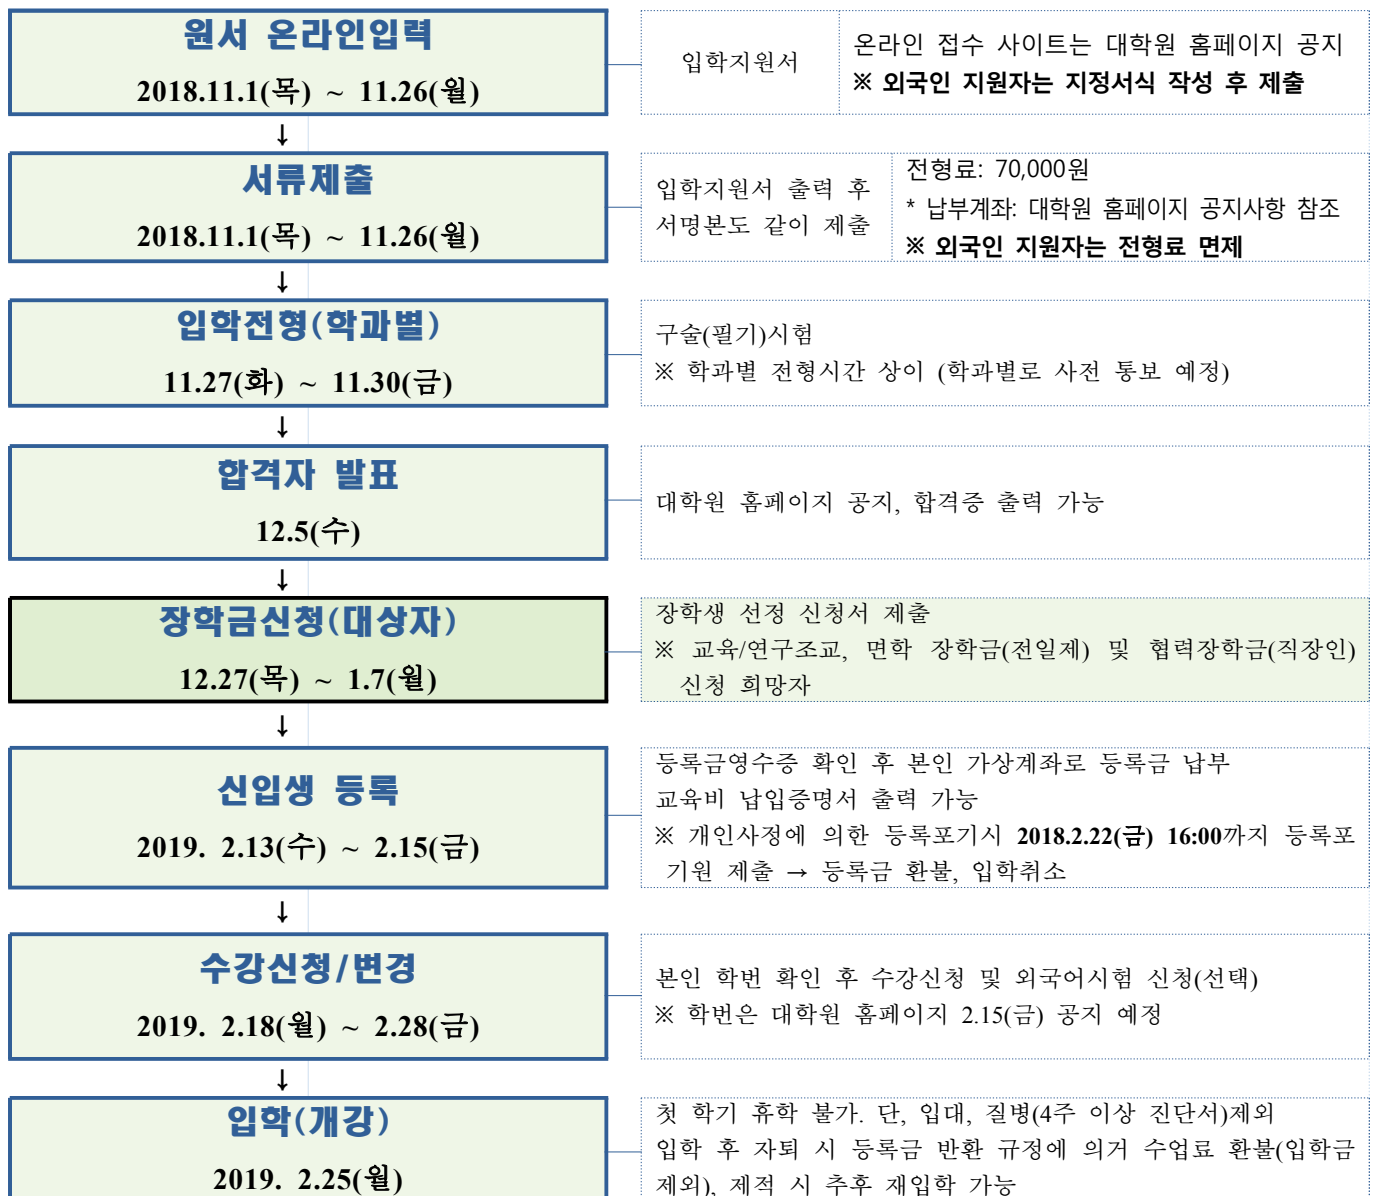 원서 온라인입력
2018.11.1(목) ~ 11.26(월)
입학지원서
온라인 접수 사이트는 대학원 홈페이지 공지
※ 외국인 지원자는 지정서식 작성 후 제출
↓
서류제출
2018.11.1(목) ~ 11.26(월)
입학지원서 출력 후
서명본도 같이 제출
전형료: 70,000원
* 납부계좌: 대학원 홈페이지 공지사항 참조
※ 외국인 지원자는 전형료 면제
↓
입학전형(학과별)
11.27(화) ~ 11.30(금)
구술(필기)시험
※ 학과별 전형시간 상이 (학과별로 사전 통보 예정)
↓
합격자 발표
12.5(수)
대학원 홈페이지 공지, 합격증 출력 가능
↓
장학금신청(대상자)
12.27(목) ~ 1.7(월)
장학생 선정 신청서 제출
※ 교육/연구조교, 면학 장학금(전일제) 및 협력장학금(직장인)
신청 희망자
↓
신입생 등록
2019. 2.13(수) ~ 2.15(금)
등록금영수증 확인 후 본인 가상계좌로 등록금 납부
교육비 납입증명서 출력 가능
※ 개인사정에 의한 등록포기시 2018.2.22(금) 16:00까지 등록포
기원 제출 → 등록금 환불, 입학취소
↓
수강신청/변경
2019. 2.18(월) ~ 2.28(금)
본인 학번 확인 후 수강신청 및 외국어시험 신청(선택)
※ 학번은 대학원 홈페이지 2.15(금) 공지 예정
↓
입학(개강)
2019. 2.25(월)
첫 학기 휴학 불가. 단, 입대, 질병(4주 이상 진단서)제외
입학 후 자퇴 시 등록금 반환 규정에 의거 수업료 환불(입학금
제외), 제적 시 추후 재입학 가능